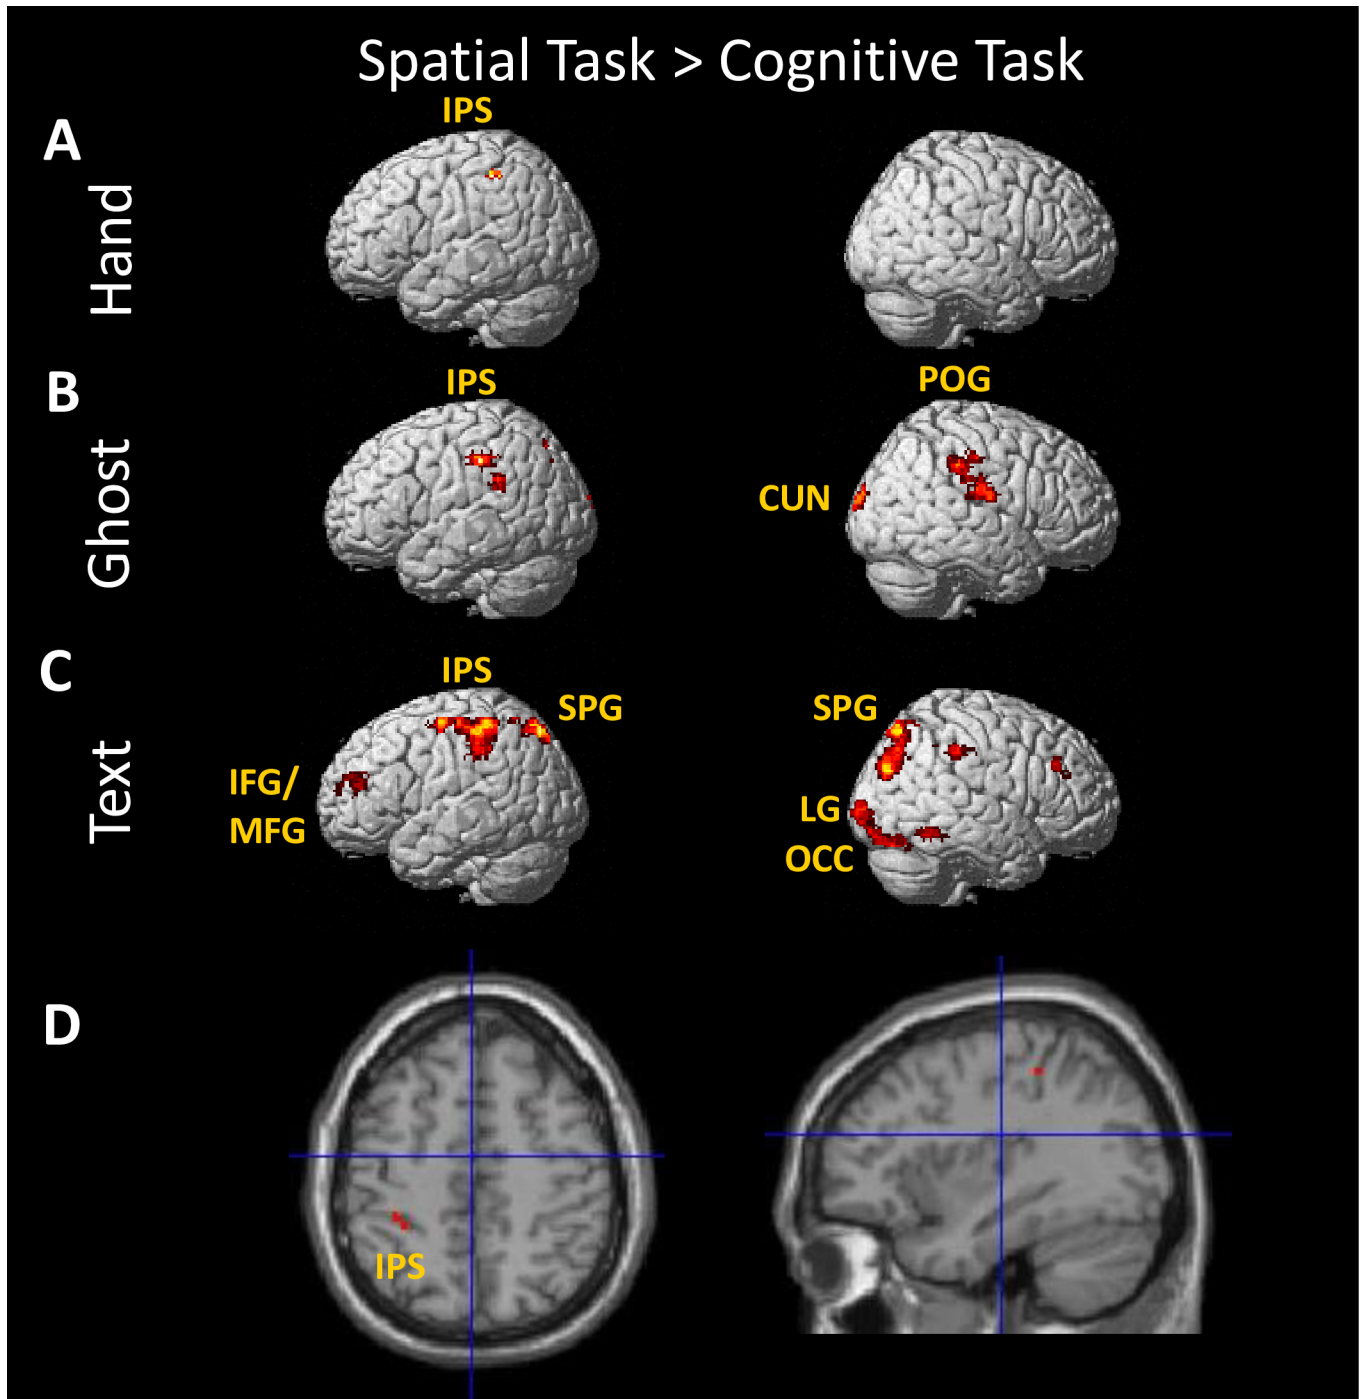 Spatial Task > Cognitive Task
A
Hand
IPS
B
Ghost
IPS
POG
CUN
C
Text
IPS
SPG
SPG
IFG/
MFG
LG
OCC
D
IPS